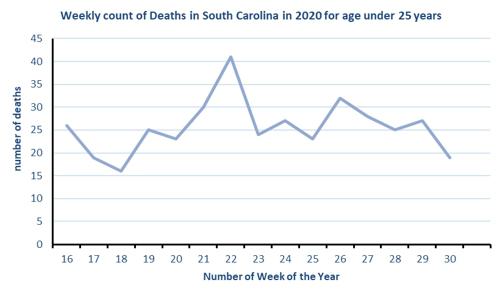 Weekly count of Deaths in South Carolina in 2020 for age under 25 years
number of deaths
45
40
35
30
25
20
15
10
5
0
16 17 18 19 20 21 22 23 24 25 26 27 28 29 30
Number of Week of the Year